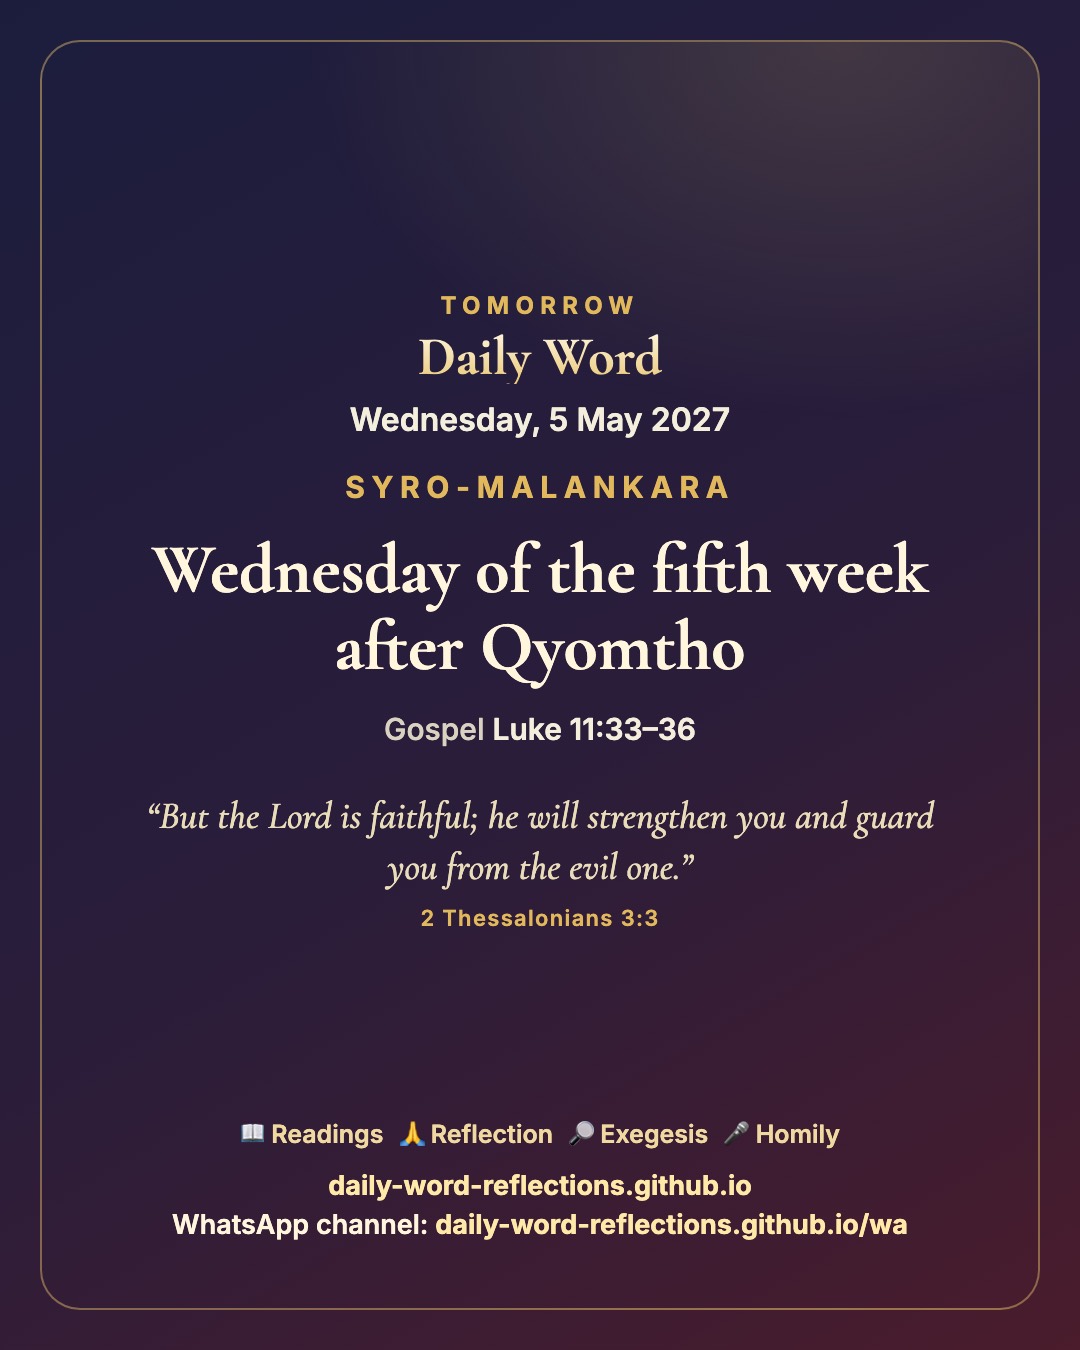 TOMORROW
Daily Word
Wednesday, 5 May 2027
SYRO-MALANKARA
Wednesday of the fifth week
after Qyomtho
Gospel Luke 11:33–36
“But the Lord is faithful; he will strengthen you and guard
you from the evil one.”
2 Thessalonians 3:3
📖 Readings 🙏 Reflection 🔎 Exegesis 🎤 Homily
daily-word-reflections.github.io
WhatsApp channel: daily-word-reflections.github.io/wa